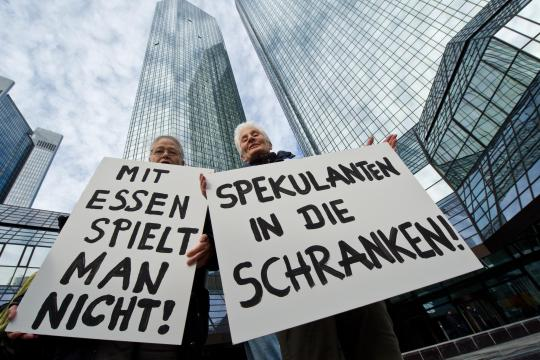 MIT
ESSEN
SPIELT
MAN
NICHT!
SPEKULANTEN
IN DIE
SCHRANKEN!